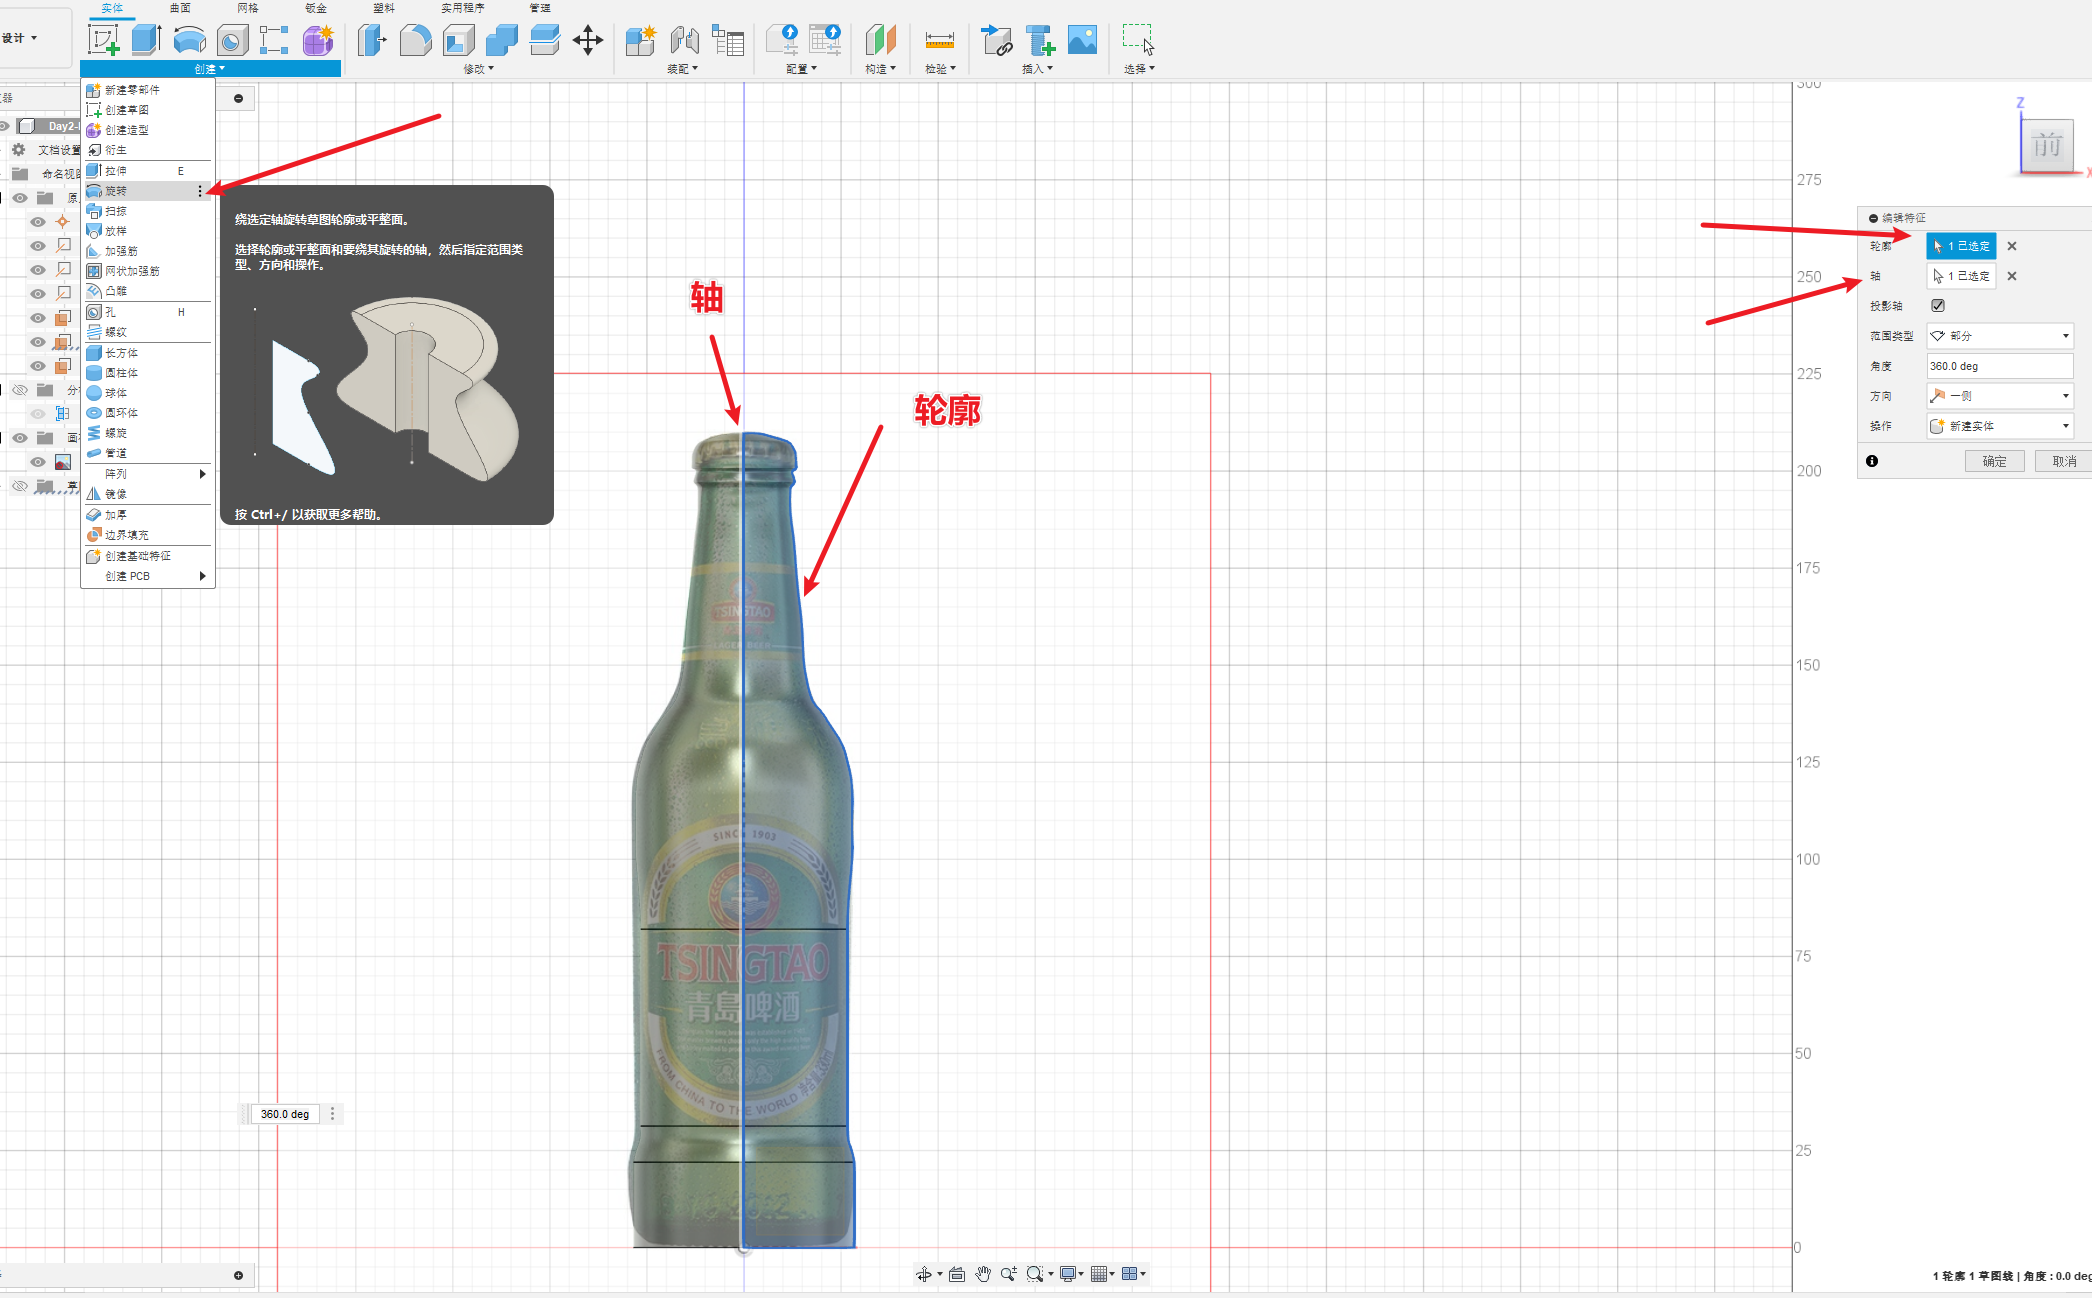 实体 曲面 网格 钣金 塑料 实用程序 管理
设计
创建 修改 装配 配置 构造 检验 插入 选择
器
新建零部件
创建草图
创建造型
衍生
拉伸 E
旋转
扫掠
放样
加强筋
网状加强筋
凸雕
孔 H
螺纹
长方体
圆柱体
球体
圆环体
螺旋
管道
阵列
镜像
加厚
边界填充
创建基础特征
创建 PCB
Day2-
文档设置
命名视
原
分
画
草
绕选定轴旋转草图轮廓或平整面。
选择轮廓或平整面和要绕其旋转的轴，然后指定范围类
型、方向和操作。
按 Ctrl+/ 以获取更多帮助。
轴
轮廓
TSINGTAO
LAGER BEER
SINCE 1903
TSINGTAO
青島啤酒
FROM CHINA TO THE WORLD
360.0 deg
300
275
250
225
200
175
150
125
100
75
50
25
0
Z
前
X
编辑特征
轮廓 1 已选定
轴 1 已选定
投影轴
范围类型 部分
角度 360.0 deg
方向 一侧
操作 新建实体
确定 取消
1 轮廓 1 草图线 | 角度 : 0.0 deg